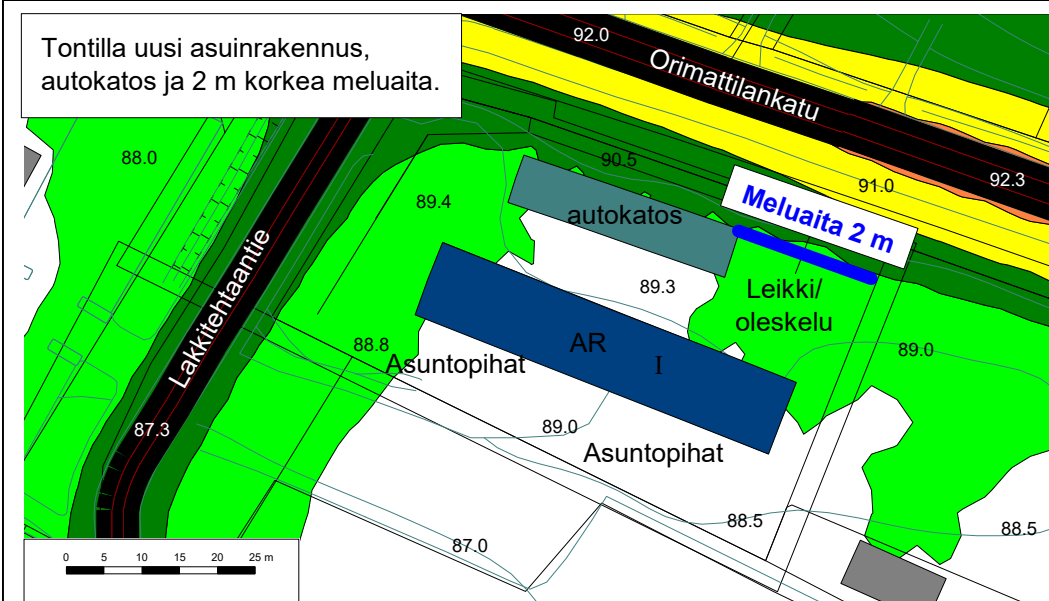 Tontilla uusi asuinrakennus,
autokatos ja 2 m korkea meluaita.
92.0
Orimattilankatu
88.0
90.5
91.0
92.3
89.4
autokatos
Meluaita 2 m
Lakkitehtaantie
89.3
Leikki/
oleskelu
88.8
AR I
89.0
Asuntopihat
87.3
89.0
Asuntopihat
88.5
88.5
87.0
0 5 10 15 20 25 m